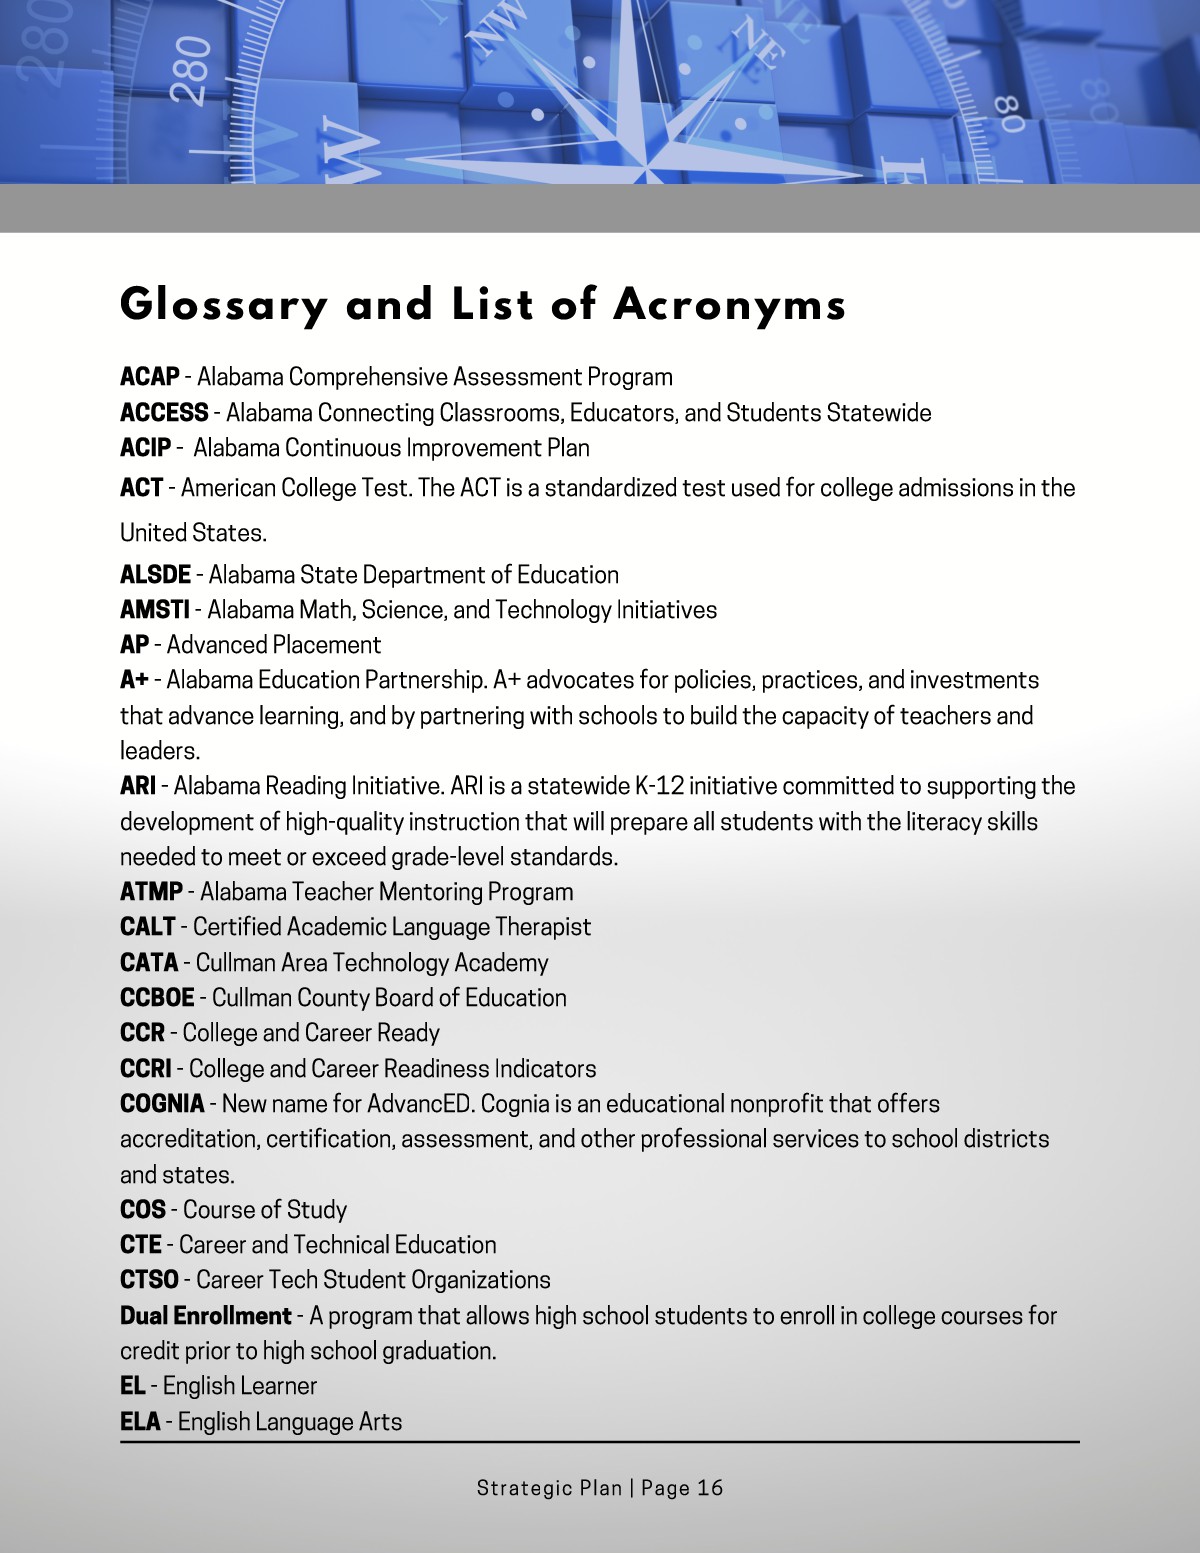 280
280
NW
NE
NE
W
W
E
80
80
Glossary and List of Acronyms
ACAP - Alabama Comprehensive Assessment Program
ACCESS - Alabama Connecting Classrooms, Educators, and Students Statewide
ACIP - Alabama Continuous Improvement Plan
ACT - American College Test. The ACT is a standardized test used for college admissions in the
United States.
ALSDE - Alabama State Department of Education
AMSTI - Alabama Math, Science, and Technology Initiatives
AP - Advanced Placement
A+ - Alabama Education Partnership. A+ advocates for policies, practices, and investments
that advance learning, and by partnering with schools to build the capacity of teachers and
leaders.
ARI - Alabama Reading Initiative. ARI is a statewide K-12 initiative committed to supporting the
development of high-quality instruction that will prepare all students with the literacy skills
needed to meet or exceed grade-level standards.
ATMP - Alabama Teacher Mentoring Program
CALT - Certified Academic Language Therapist
CATA - Cullman Area Technology Academy
CCBOE - Cullman County Board of Education
CCR - College and Career Ready
CCRI - College and Career Readiness Indicators
COGNIA - New name for AdvancED. Cognia is an educational nonprofit that offers
accreditation, certification, assessment, and other professional services to school districts
and states.
COS - Course of Study
CTE - Career and Technical Education
CTSO - Career Tech Student Organizations
Dual Enrollment - A program that allows high school students to enroll in college courses for
credit prior to high school graduation.
EL - English Learner
ELA - English Language Arts
Strategic Plan | Page 16